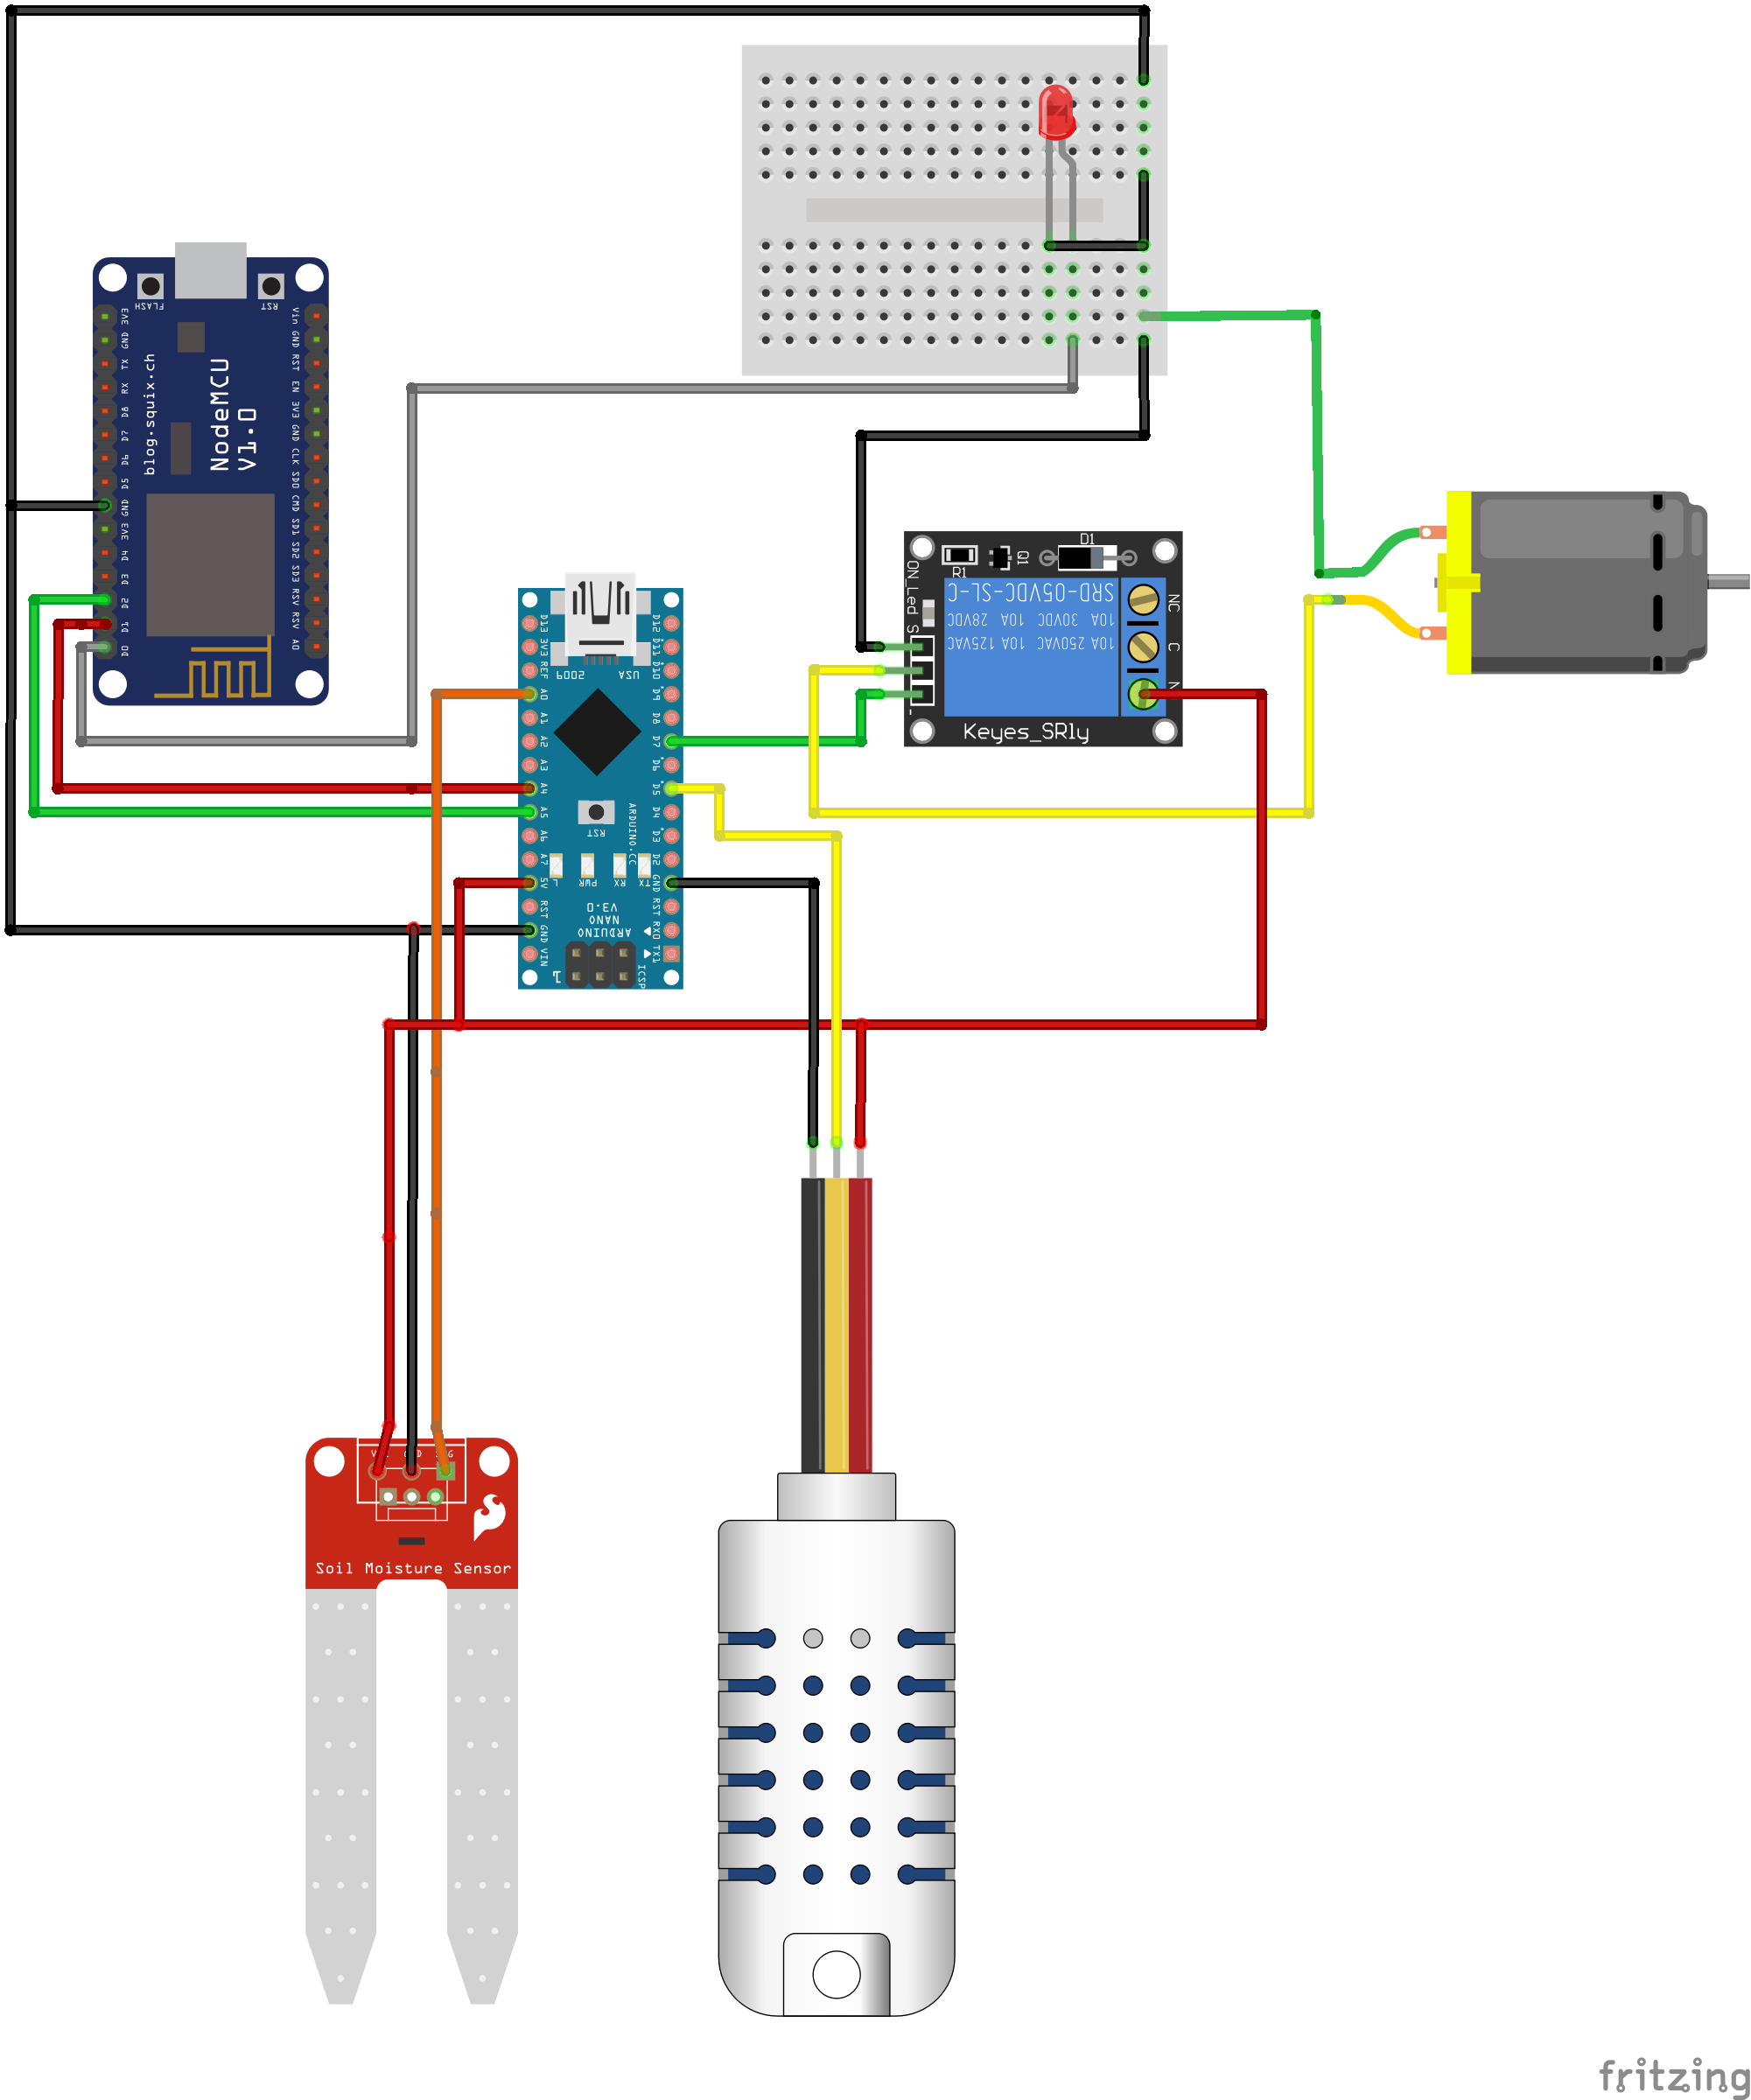 FLASH
RST
3V3
GND
TX
RX
D8
D7
D6
D5
GND
3V3
D4
D3
D2
D1
D0
blog.squix.ch
NodeMCU
V1.0
Vin
GND
RST
EN
3V3
GND
CLK
SD0
CMD
SD1
SD2
SD3
RSV
RSV
A0
D13
3V3
REF
A0
A1
A2
A3
A4
A5
A6
A7
5V
RST
GND
VIN
D12
D11
D10
D9
D8
D7
D6
D5
D4
D3
D2
GND
RST
RX0
TX1
USA
2009
RST
ARDUINO.CC
TX
RX
PWR
L
ARDUINO
NANO
V3.0
ICSP
1
D1
R1
Q1
ON_Led
S
-
SRD-05VDC-SL-C
10A 30VDC 10A 28VDC
10A 250VAC 10A 125VAC
NC
C
Keyes_SRly
Soil Moisture Sensor
fritzing